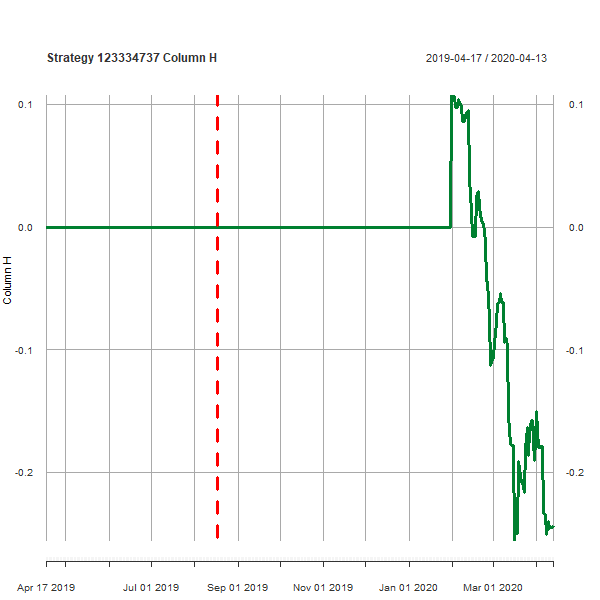 Strategy 123334737 Column H
2019-04-17 / 2020-04-13
0.1
0.1
0.0
0.0
Column H
-0.1
-0.1
-0.2
-0.2
Apr 17 2019
Jul 01 2019
Sep 01 2019
Nov 01 2019
Jan 01 2020
Mar 01 2020